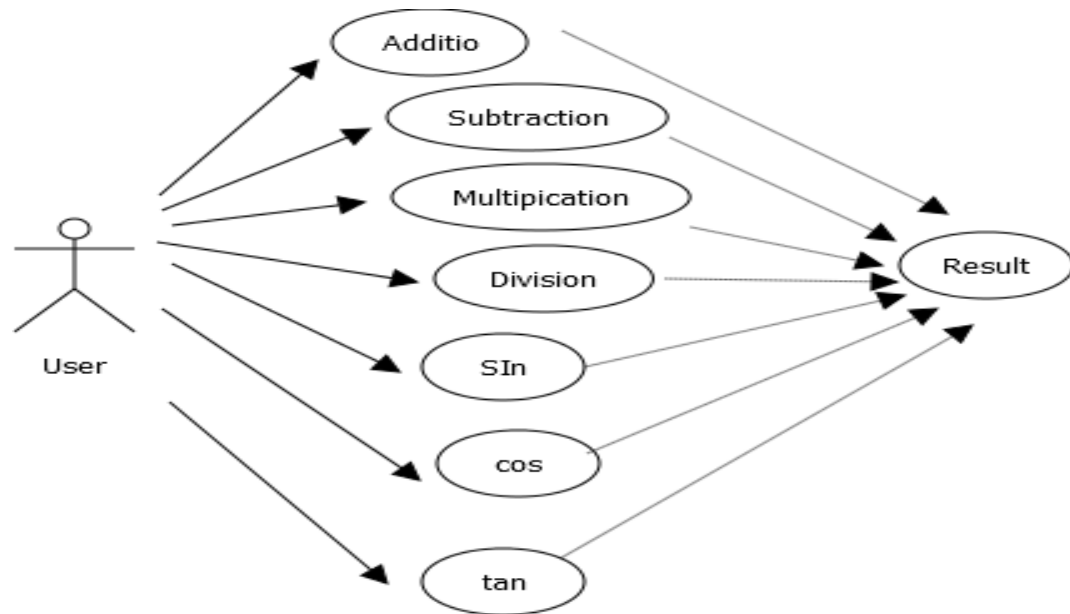 Additio
Subtraction
Multipication
Division
SIn
cos
tan
User
Result